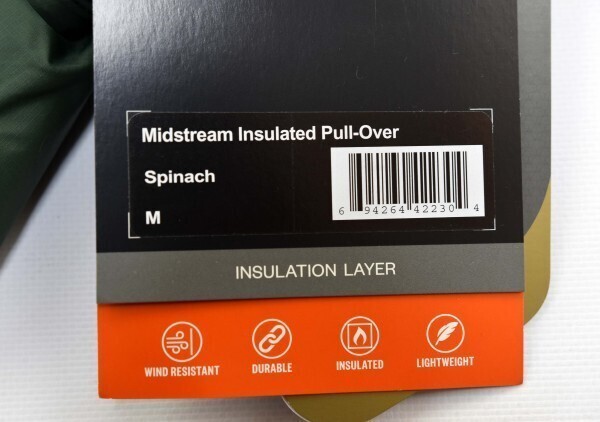 Midstream Insulated Pull-Over
Spinach
M
6 94264 42230 4
INSULATION LAYER
WIND RESISTANT DURABLE INSULATED LIGHTWEIGHT